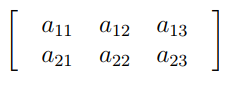 [ a₁₁ a₁₂ a₁₃
a₂₁ a₂₂ a₂₃ ]